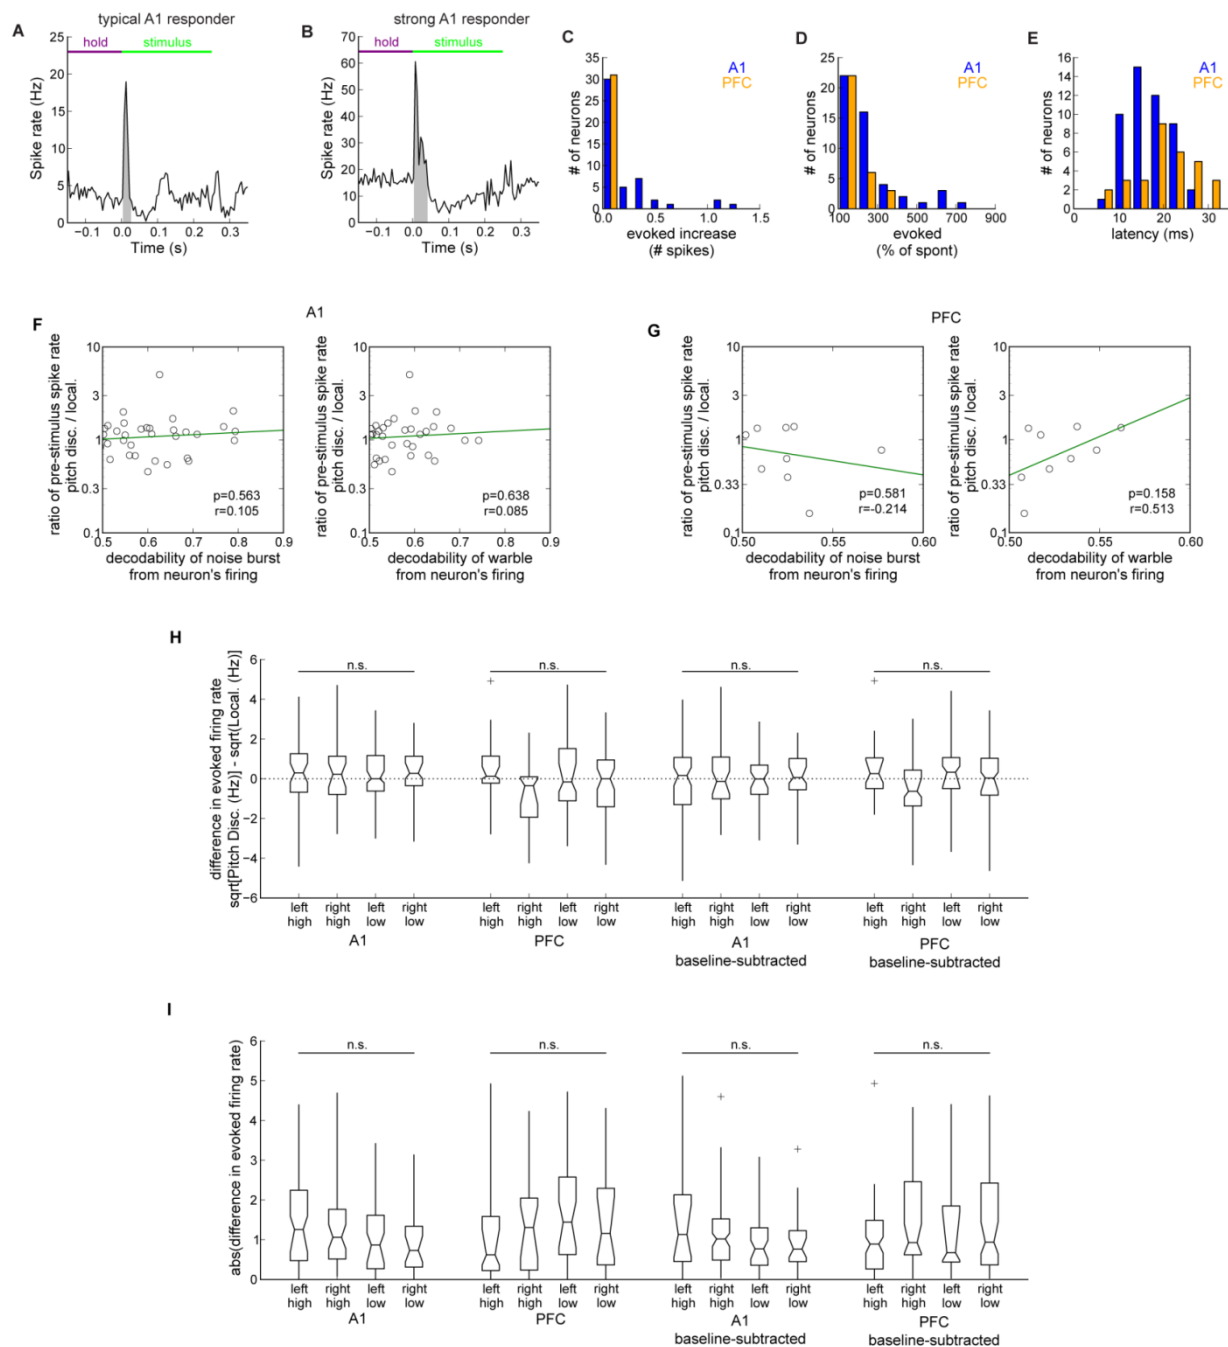 typical A1 responder
A
hold
stimulus
25
20
15
10
5
0
Spike rate (Hz)
−0.1
0.0
0.1
0.2
0.3
Time (s)
strong A1 responder
B
hold
stimulus
70
60
50
40
30
20
10
0
Spike rate (Hz)
−0.1
0.0
0.1
0.2
0.3
Time (s)
C
A1
PFC
40
35
30
25
20
15
10
5
0
# of neurons
0.0
0.5
1.0
1.5
evoked increase
(# spikes)
D
A1
PFC
25
20
15
10
5
0
# of neurons
100
300
500
700
900
evoked
(% of spont)
E
A1
PFC
16
14
12
10
8
6
4
2
0
# of neurons
0
10
20
30
latency (ms)
F
A1
ratio of pre-stimulus spike rate
pitch disc. / local.
10
3
1
0.3
0.1
p=0.563
r=0.105
0.5
0.6
0.7
0.8
0.9
decodability of noise burst
from neuron's firing
ratio of pre-stimulus spike rate
pitch disc. / local.
10
3
1
0.3
0.1
p=0.638
r=0.085
0.5
0.6
0.7
0.8
0.9
decodability of warble
from neuron's firing
G
PFC
ratio of pre-stimulus spike rate
pitch disc. / local.
10
3
1
0.33
0.1
p=0.581
r=-0.214
0.50
0.55
0.60
decodability of noise burst
from neuron's firing
ratio of pre-stimulus spike rate
pitch disc. / local.
10
3
1
0.33
0.1
p=0.158
r=0.513
0.50
0.55
0.60
decodability of warble
from neuron's firing
H
difference in evoked firing rate
sqrt[Pitch Disc. (Hz)] - sqrt(Local. (Hz)]
6
4
2
0
−2
−4
−6
n.s.
n.s.
n.s.
n.s.
left right left right
high high low low
A1
left right left right
high high low low
PFC
left right left right
high high low low
A1
baseline-subtracted
left right left right
high high low low
PFC
baseline-subtracted
I
abs(difference in evoked firing rate)
6
5
4
3
2
1
0
n.s.
n.s.
n.s.
n.s.
left right left right
high high low low
A1
left right left right
high high low low
PFC
left right left right
high high low low
A1
baseline-subtracted
left right left right
high high low low
PFC
baseline-subtracted